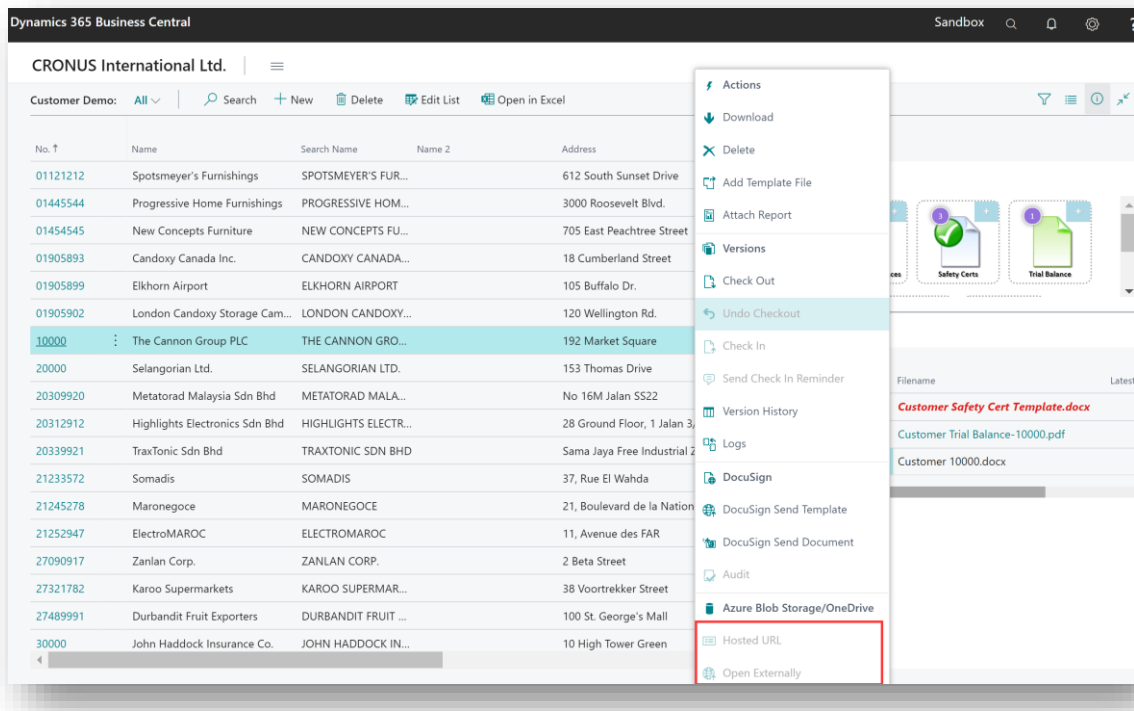 Dynamics 365 Business Central Sandbox ?
CRONUS International Ltd.
Customer Demo: All Search New Delete Edit List Open in Excel
No. ↑ Name Search Name Name 2 Address
01121212 Spotsmeyer's Furnishings SPOTSMEYER'S FUR... 612 South Sunset Drive
01445544 Progressive Home Furnishings PROGRESSIVE HOM... 3000 Roosevelt Blvd.
01454545 New Concepts Furniture NEW CONCEPTS FU... 705 East Peachtree Street
01905893 Candoxy Canada Inc. CANDOXY CANADA... 18 Cumberland Street
01905899 Elkhorn Airport ELKHORN AIRPORT 105 Buffalo Dr.
01905902 London Candoxy Storage Cam... LONDON CANDOXY... 120 Wellington Rd.
10000 The Cannon Group PLC THE CANNON GRO... 192 Market Square
20000 Selangorian Ltd. SELANGORIAN LTD. 153 Thomas Drive
20309920 Metatorad Malaysia Sdn Bhd METATORAD MALA... No 16M Jalan SS22
20312912 Highlights Electronics Sdn Bhd HIGHLIGHTS ELECTR... 28 Ground Floor, 1 Jalan 3,
20339921 TraxTonic Sdn Bhd TRAXTONIC SDN BHD Sama Jaya Free Industrial Z
21233572 Somadis SOMADIS 37, Rue El Wahda
21245278 Maronegoce MARONEGOCE 21, Boulevard de la Nation
21252947 ElectroMAROC ELECTROMAROC 11, Avenue des FAR
27090917 Zanlan Corp. ZANLAN CORP. 2 Beta Street
27321782 Karoo Supermarkets KAROO SUPERMAR... 38 Voortrekker Street
27489991 Durbandit Fruit Exporters DURBANDIT FRUIT ... 100 St. George's Mall
30000 John Haddock Insurance Co. JOHN HADDOCK IN... 10 High Tower Green
Actions
Download
Delete
Add Template File
Attach Report
Versions
Check Out
Undo Checkout
Check In
Send Check In Reminder
Version History
Logs
DocuSign
DocuSign Send Template
DocuSign Send Document
Audit
Azure Blob Storage/OneDrive
Hosted URL
Open Externally
3 1
ces Safety Certs Trial Balance
Filename Latest
Customer Safety Cert Template.docx
Customer Trial Balance-10000.pdf
Customer 10000.docx